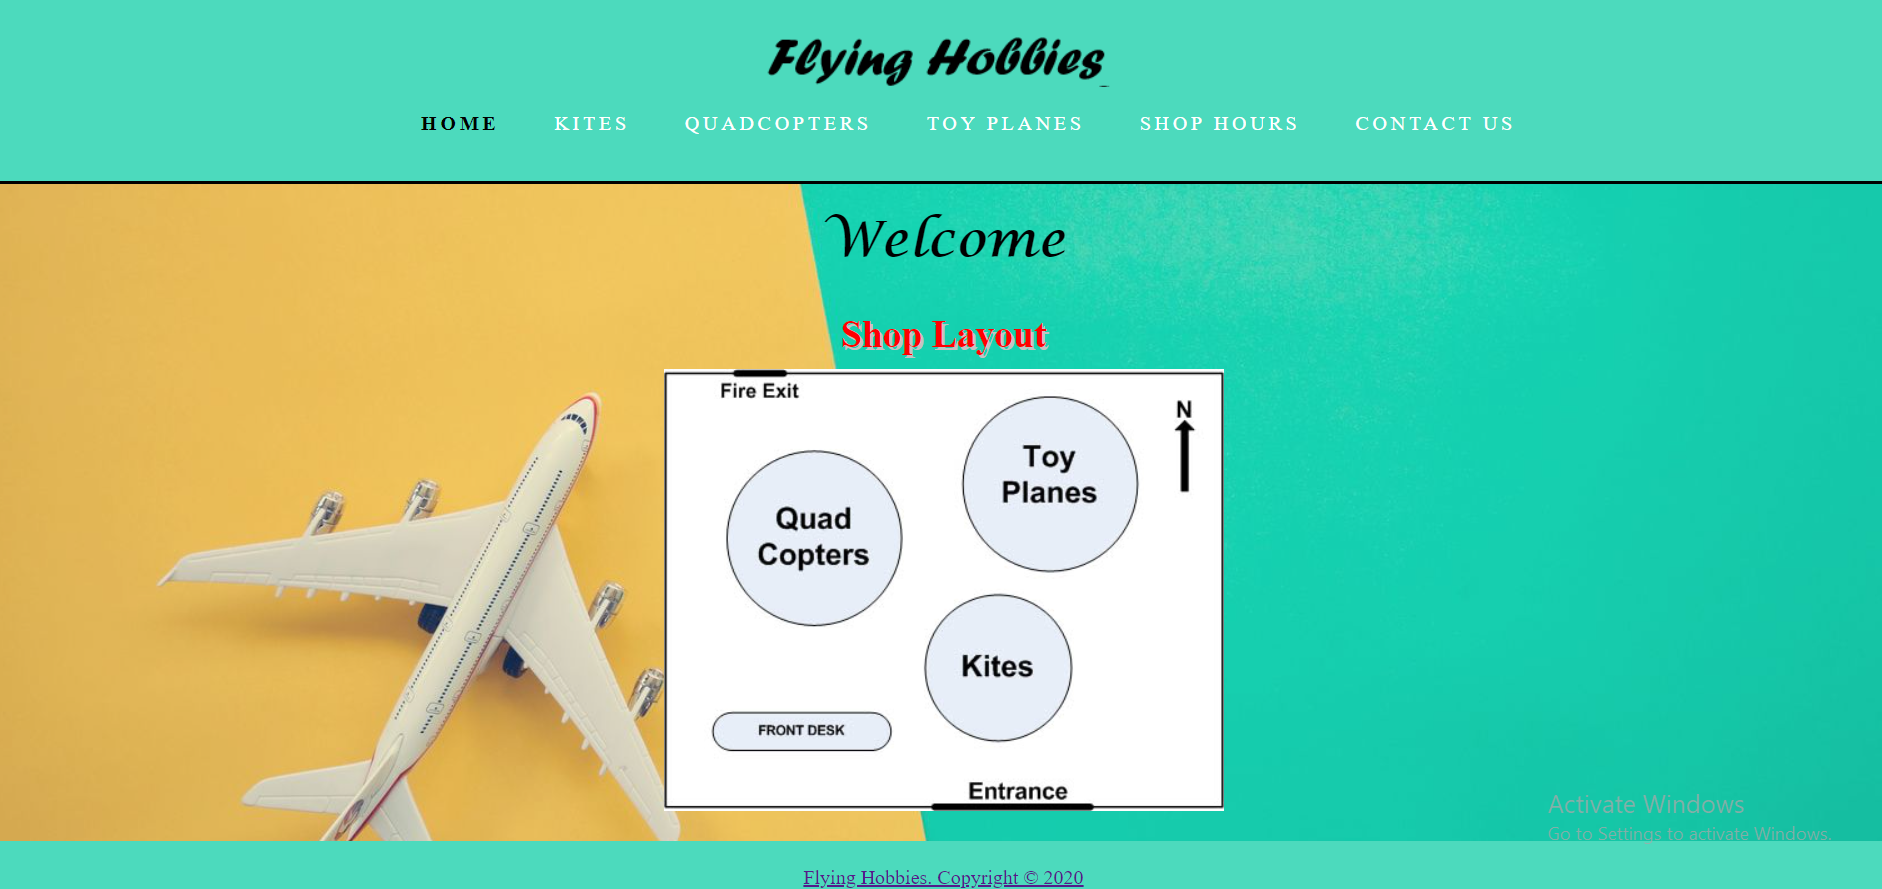 Flying Hobbies
HOME KITES QUADCOPTERS TOY PLANES SHOP HOURS CONTACT US
Welcome
Shop Layout
Fire Exit
N
Toy
Planes
Quad
Copters
Kites
FRONT DESK
Entrance
Activate Windows
Go to Settings to activate Windows.
Flying Hobbies. Copyright © 2020